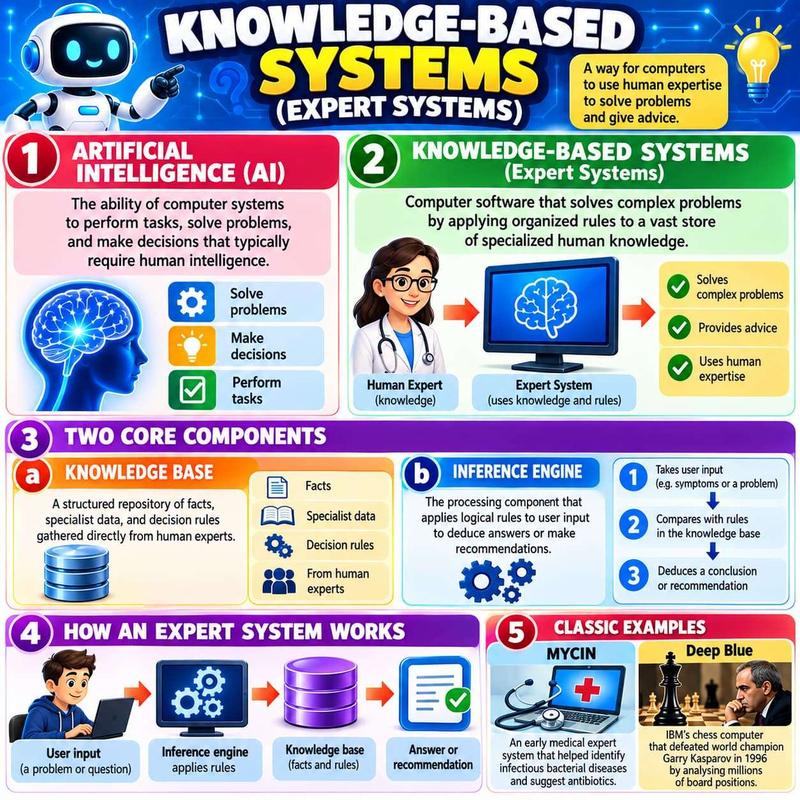 KNOWLEDGE-BASED
SYSTEMS
(EXPERT SYSTEMS)
A way for computers
to use human expertise
to solve problems
and give advice.
1
ARTIFICIAL
INTELLIGENCE (AI)
The ability of computer systems
to perform tasks, solve problems,
and make decisions that typically
require human intelligence.
Solve
problems
Make
decisions
Perform
tasks
2
KNOWLEDGE-BASED SYSTEMS
(Expert Systems)
Computer software that solves complex problems
by applying organized rules to a vast store
of specialized human knowledge.
Human Expert
(knowledge)
Expert System
(uses knowledge and rules)
Solves
complex problems
Provides advice
Uses human
expertise
3
TWO CORE COMPONENTS
a
KNOWLEDGE BASE
A structured repository of facts,
specialist data, and decision rules
gathered directly from human experts.
Facts
Specialist data
Decision rules
From human
experts
b
INFERENCE ENGINE
The processing component that
applies logical rules to user input
to deduce answers or make
recommendations.
1
Takes user input
(e.g. symptoms or a problem)
2
Compares with rules
in the knowledge base
3
Deduces a conclusion
or recommendation
4
HOW AN EXPERT SYSTEM WORKS
User input
(a problem or question)
Inference engine
applies rules
Knowledge base
(facts and rules)
Answer or
recommendation
5
CLASSIC EXAMPLES
MYCIN
An early medical expert
system that helped identify
infectious bacterial diseases
and suggest antibiotics.
Deep Blue
IBM's chess computer
that defeated world champion
Garry Kasparov in 1996
by analysing millions
of board positions.